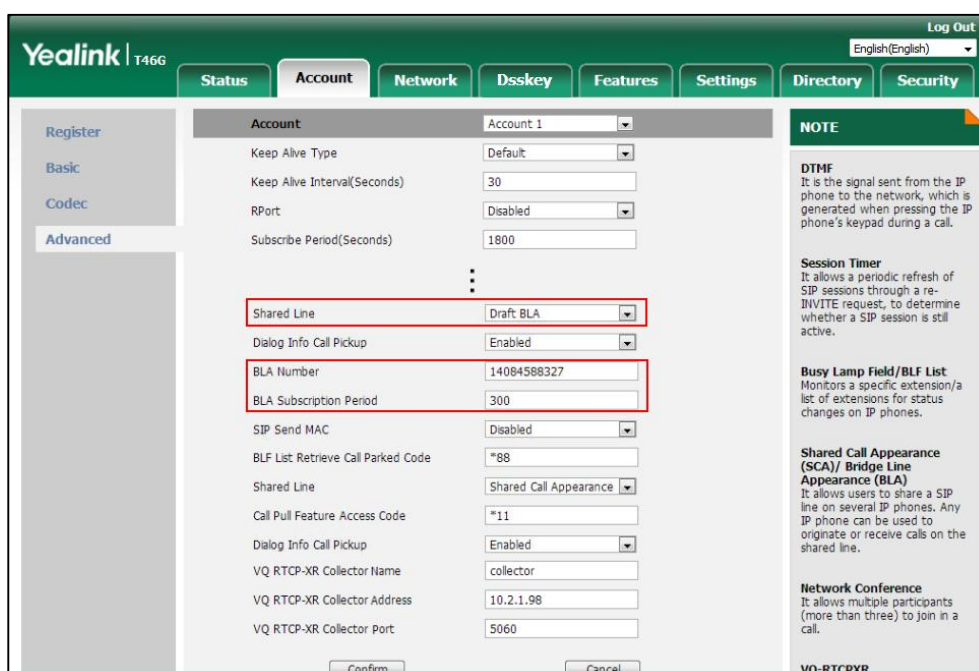 Log Out
Yealink T46G
English(English)
Status Account Network Dsskey Features Settings Directory Security
Register
Basic
Codec
Advanced
Account Account 1
Keep Alive Type Default
Keep Alive Interval(Seconds) 30
RPort Disabled
Subscribe Period(Seconds) 1800
Shared Line Draft BLA
Dialog Info Call Pickup Enabled
BLA Number 14084588327
BLA Subscription Period 300
SIP Send MAC Disabled
BLF List Retrieve Call Parked Code *88
Shared Line Shared Call Appearance
Call Pull Feature Access Code *11
Dialog Info Call Pickup Enabled
VQ RTCP-XR Collector Name collector
VQ RTCP-XR Collector Address 10.2.1.98
VQ RTCP-XR Collector Port 5060
Confirm Cancel
NOTE
DTMF
It is the signal sent from the IP
phone to the network, which is
generated when pressing the IP
phone's keypad during a call.
Session Timer
It allows a periodic refresh of
SIP sessions through a re-
INVITE request, to determine
whether a SIP session is still
active.
Busy Lamp Field/BLF List
Monitors a specific extension/a
list of extensions for status
changes on IP phones.
Shared Call Appearance
(SCA)/ Bridge Line
Appearance (BLA)
It allows users to share a SIP
line on several IP phones. Any
IP phone can be used to
originate or receive calls on the
shared line.
Network Conference
It allows multiple participants
(more than three) to join in a
call.
VQ-RTCPXR